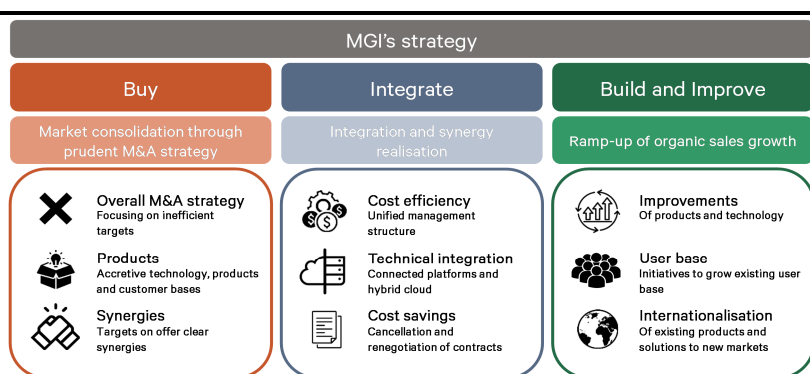 MGI's strategy
Buy
Market consolidation through
prudent M&A strategy
Overall M&A strategy
Focusing on inefficient
targets
Products
Accretive technology, products
and customer bases
Synergies
Targets on offer clear
synergies
Integrate
Integration and synergy
realisation
Cost efficiency
Unified management
structure
Technical integration
Connected platforms and
hybrid cloud
Cost savings
Cancellation and
renegotiation of contracts
Build and Improve
Ramp-up of organic sales growth
Improvements
Of products and technology
User base
Initiatives to grow existing user
base
Internationalisation
Of existing products and
solutions to new markets